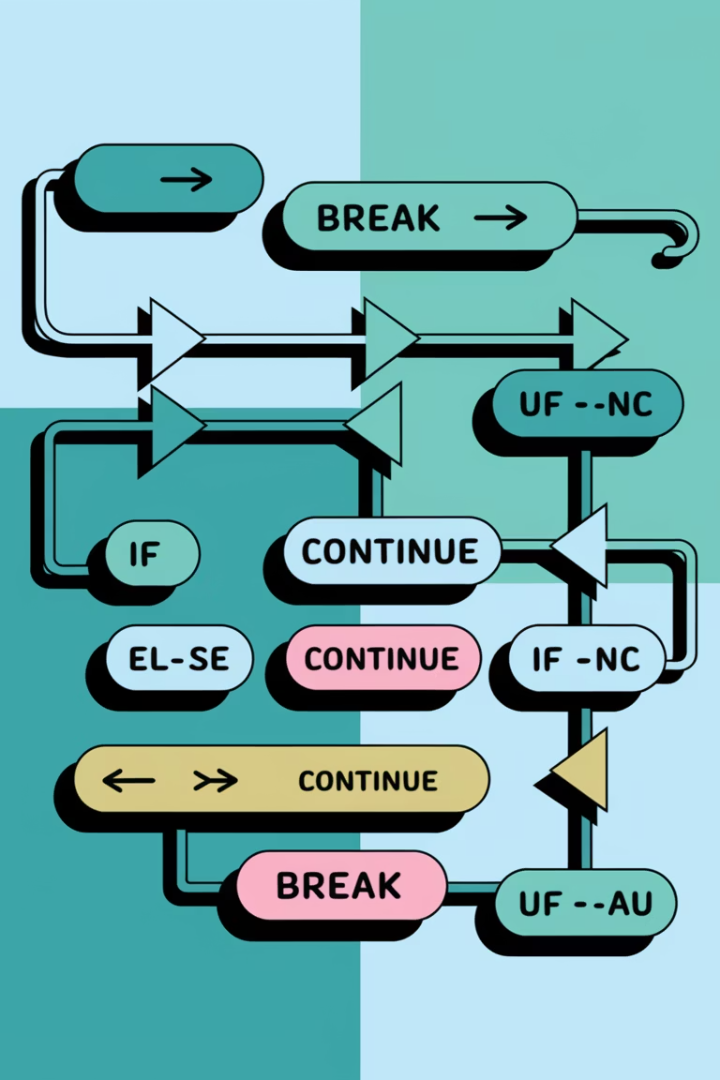 →
BREAK →
UF --NC
IF
CONTINUE
EL-SE
CONTINUE
IF -NC
← → CONTINUE
BREAK
UF --AU